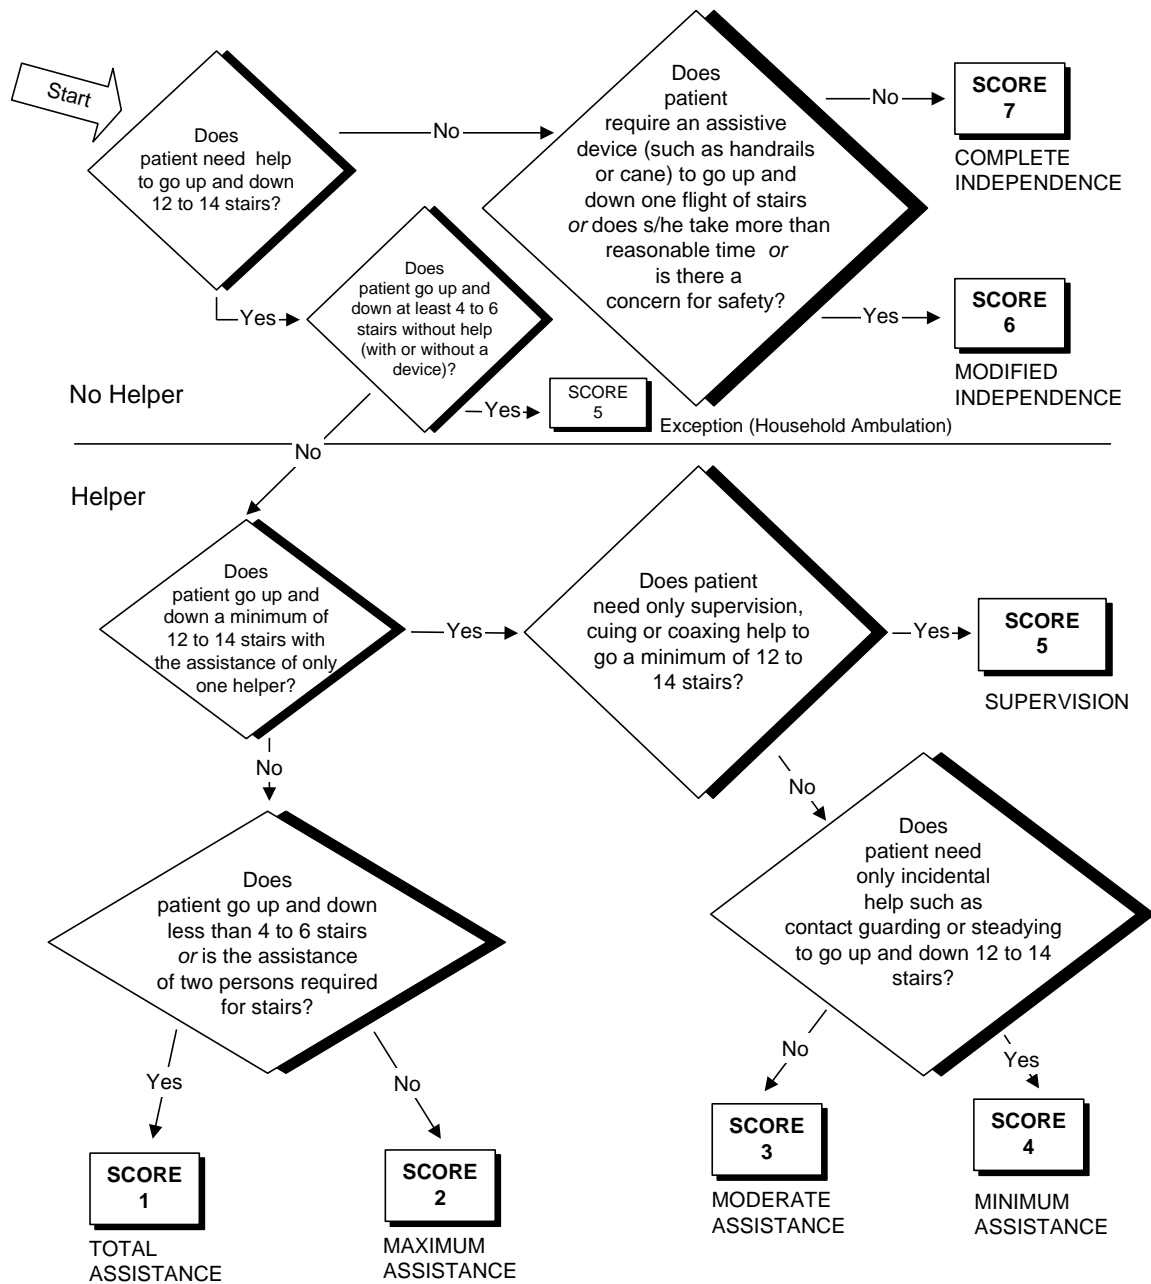 Start
Does
patient need help
to go up and down
12 to 14 stairs?
No
Does
patient
require an assistive
device (such as handrails
or cane) to go up and
down one flight of stairs
or does s/he take more than
reasonable time or
is there a
concern for safety?
No
SCORE
7
COMPLETE
INDEPENDENCE
Yes
SCORE
6
MODIFIED
INDEPENDENCE
Yes
Does
patient go up and
down at least 4 to 6
stairs without help
(with or without a
device)?
Yes
SCORE
5
Exception (Household Ambulation)
No Helper
No
Helper
Does
patient go up and
down a minimum of
12 to 14 stairs with
the assistance of only
one helper?
Yes
Does patient
need only supervision,
cuing or coaxing help to
go a minimum of 12 to
14 stairs?
Yes
SCORE
5
SUPERVISION
No
No
Does
patient go up and down
less than 4 to 6 stairs
or is the assistance
of two persons required
for stairs?
Does
patient need
only incidental
help such as
contact guarding or steadying
to go up and down 12 to 14
stairs?
Yes
No
No
Yes
SCORE
1
TOTAL
ASSISTANCE
SCORE
2
MAXIMUM
ASSISTANCE
SCORE
3
MODERATE
ASSISTANCE
SCORE
4
MINIMUM
ASSISTANCE